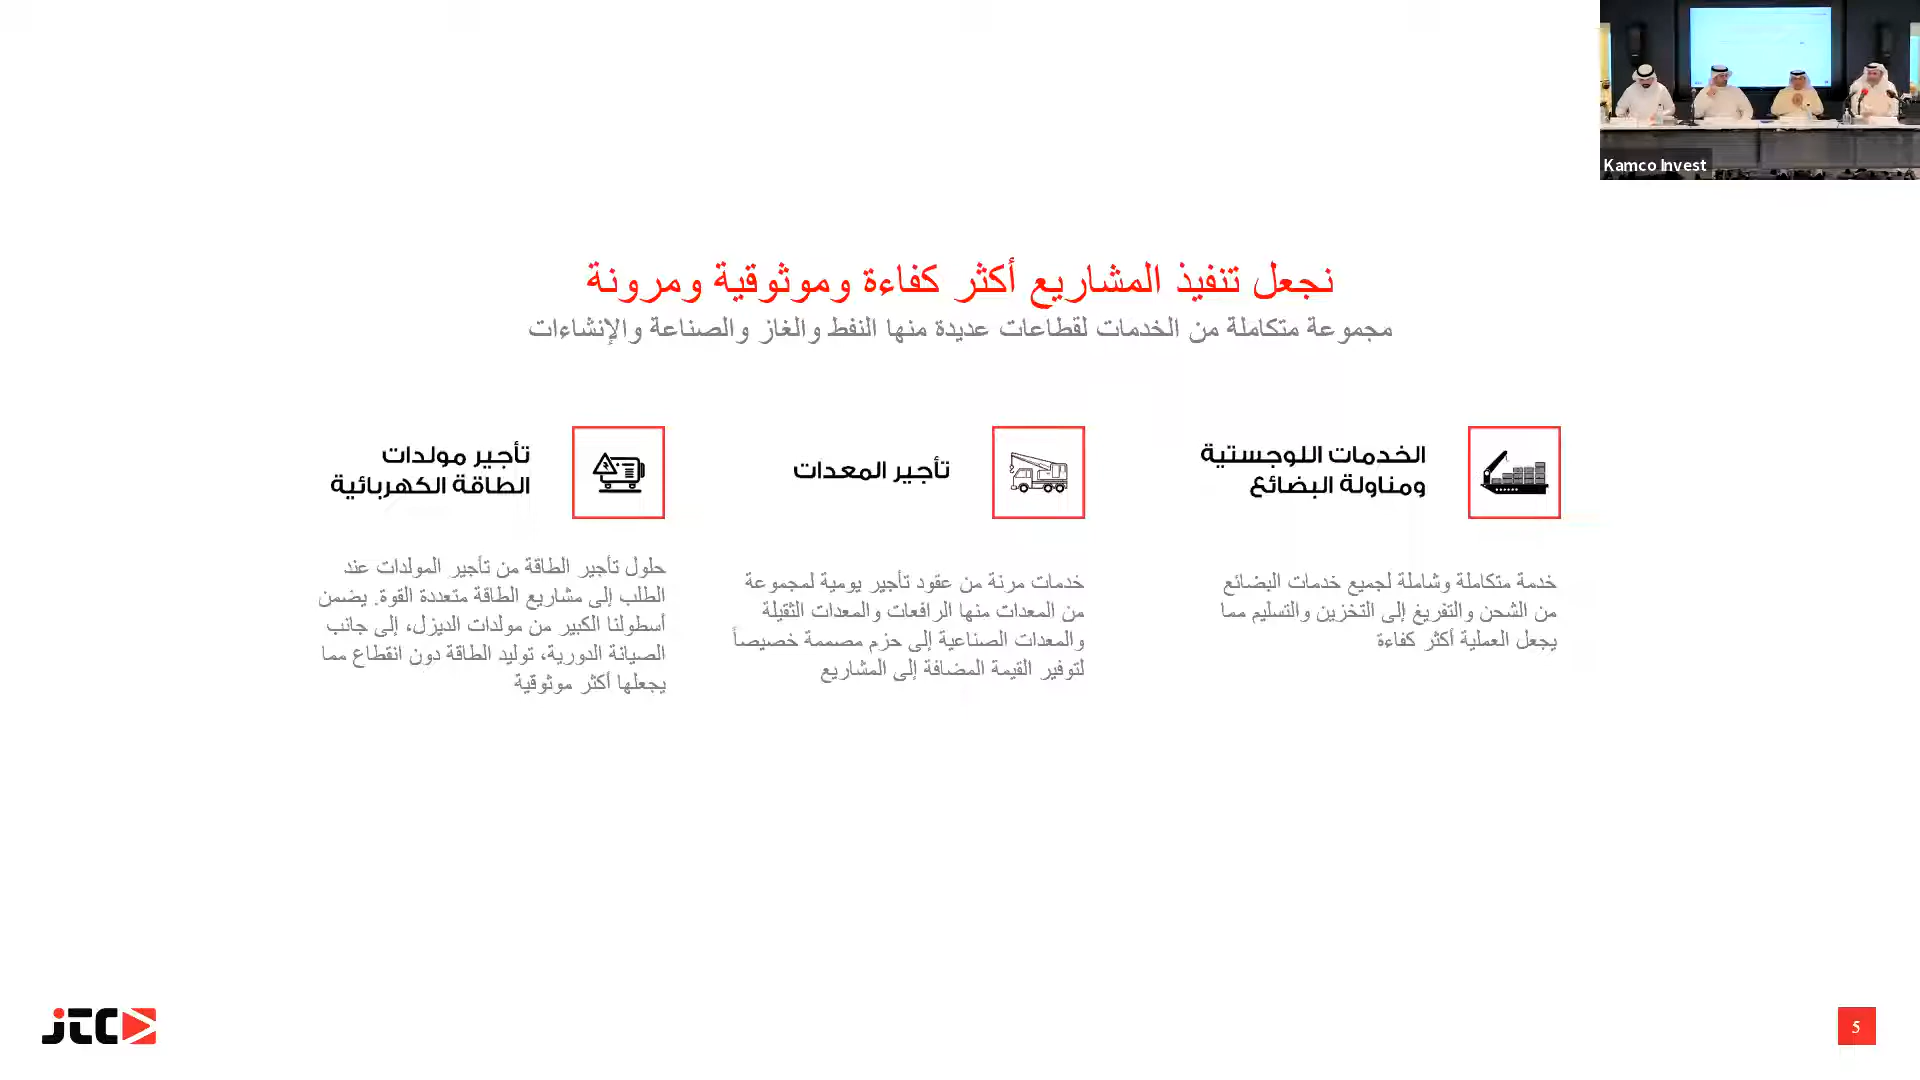 Kamco Invest
نجعل تنفيذ المشاريع أكثر كفاءة وموثوقية ومرونة
مجموعة متكاملة من الخدمات لقطاعات عديدة منها النفط والغاز والصناعة والإنشاءات
الخدمات اللوجستية
ومناولة البضائع
خدمة متكاملة وشاملة لجميع خدمات البضائع
من الشحن والتفريغ إلى التخزين والتسليم مما
يجعل العملية أكثر كفاءة
تأجير المعدات
خدمات مرنة من عقود تأجير يومية لمجموعة
من المعدات منها الرافعات والمعدات الثقيلة
والمعدات الصناعية إلى حزم مصممة خصيصاً
لتوفير القيمة المضافة إلى المشاريع
تأجير مولدات
الطاقة الكهربائية
حلول تأجير الطاقة من تأجير المولدات عند
الطلب إلى مشاريع الطاقة متعددة القوة. يضمن
أسطولنا الكبير من مولدات الديزل، إلى جانب
الصيانة الدورية، توليد الطاقة دون انقطاع مما
يجعلها أكثر موثوقية
JTC
5